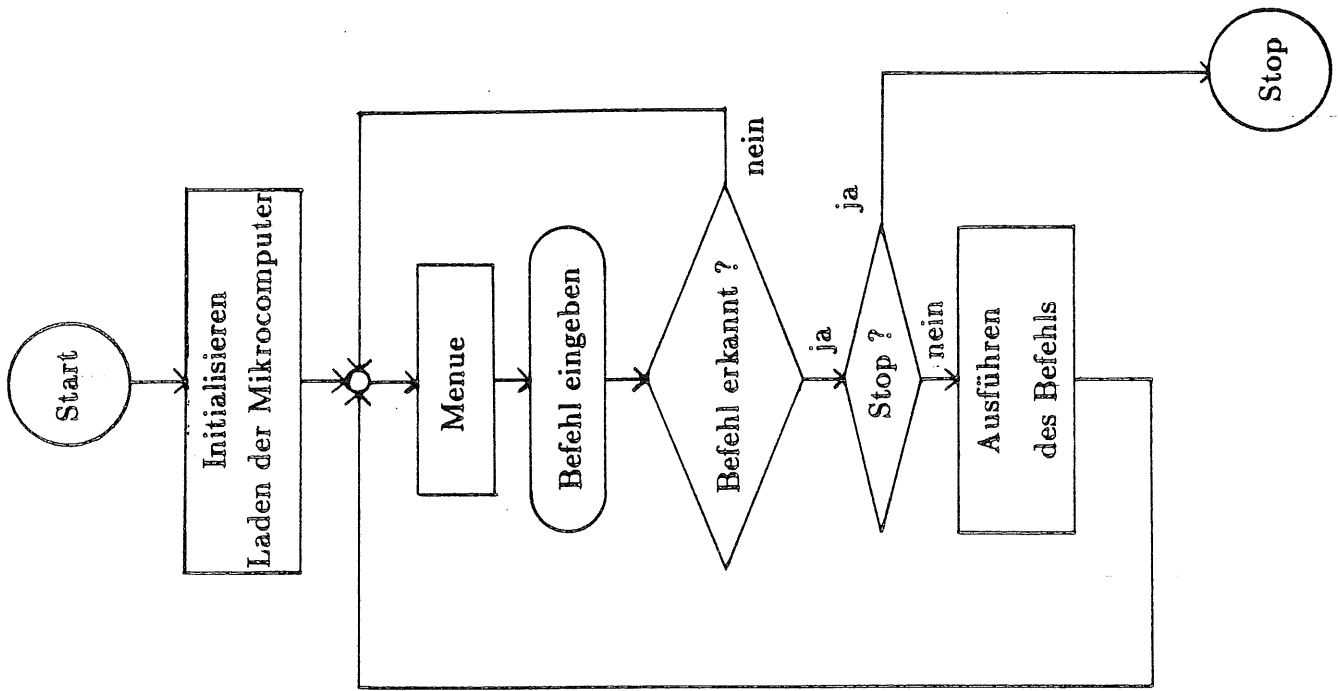 Start
Initialisieren
Laden der Mikrocomputer
Menue
Befehl eingeben
Befehl erkannt ?
nein
ja
Stop ?
ja
nein
Ausführen
des Befehls
Stop